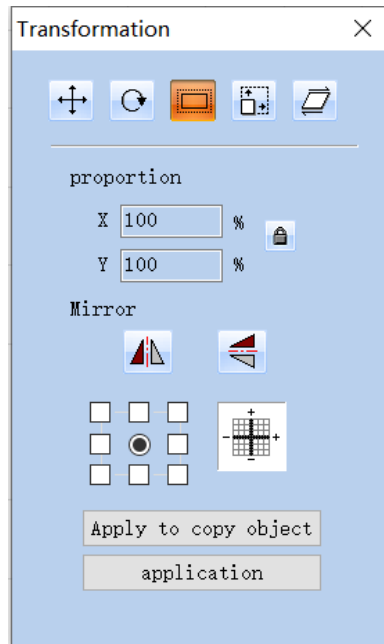 Transformation
proportion
X 100 %
Y 100 %
Mirror
Apply to copy object
application